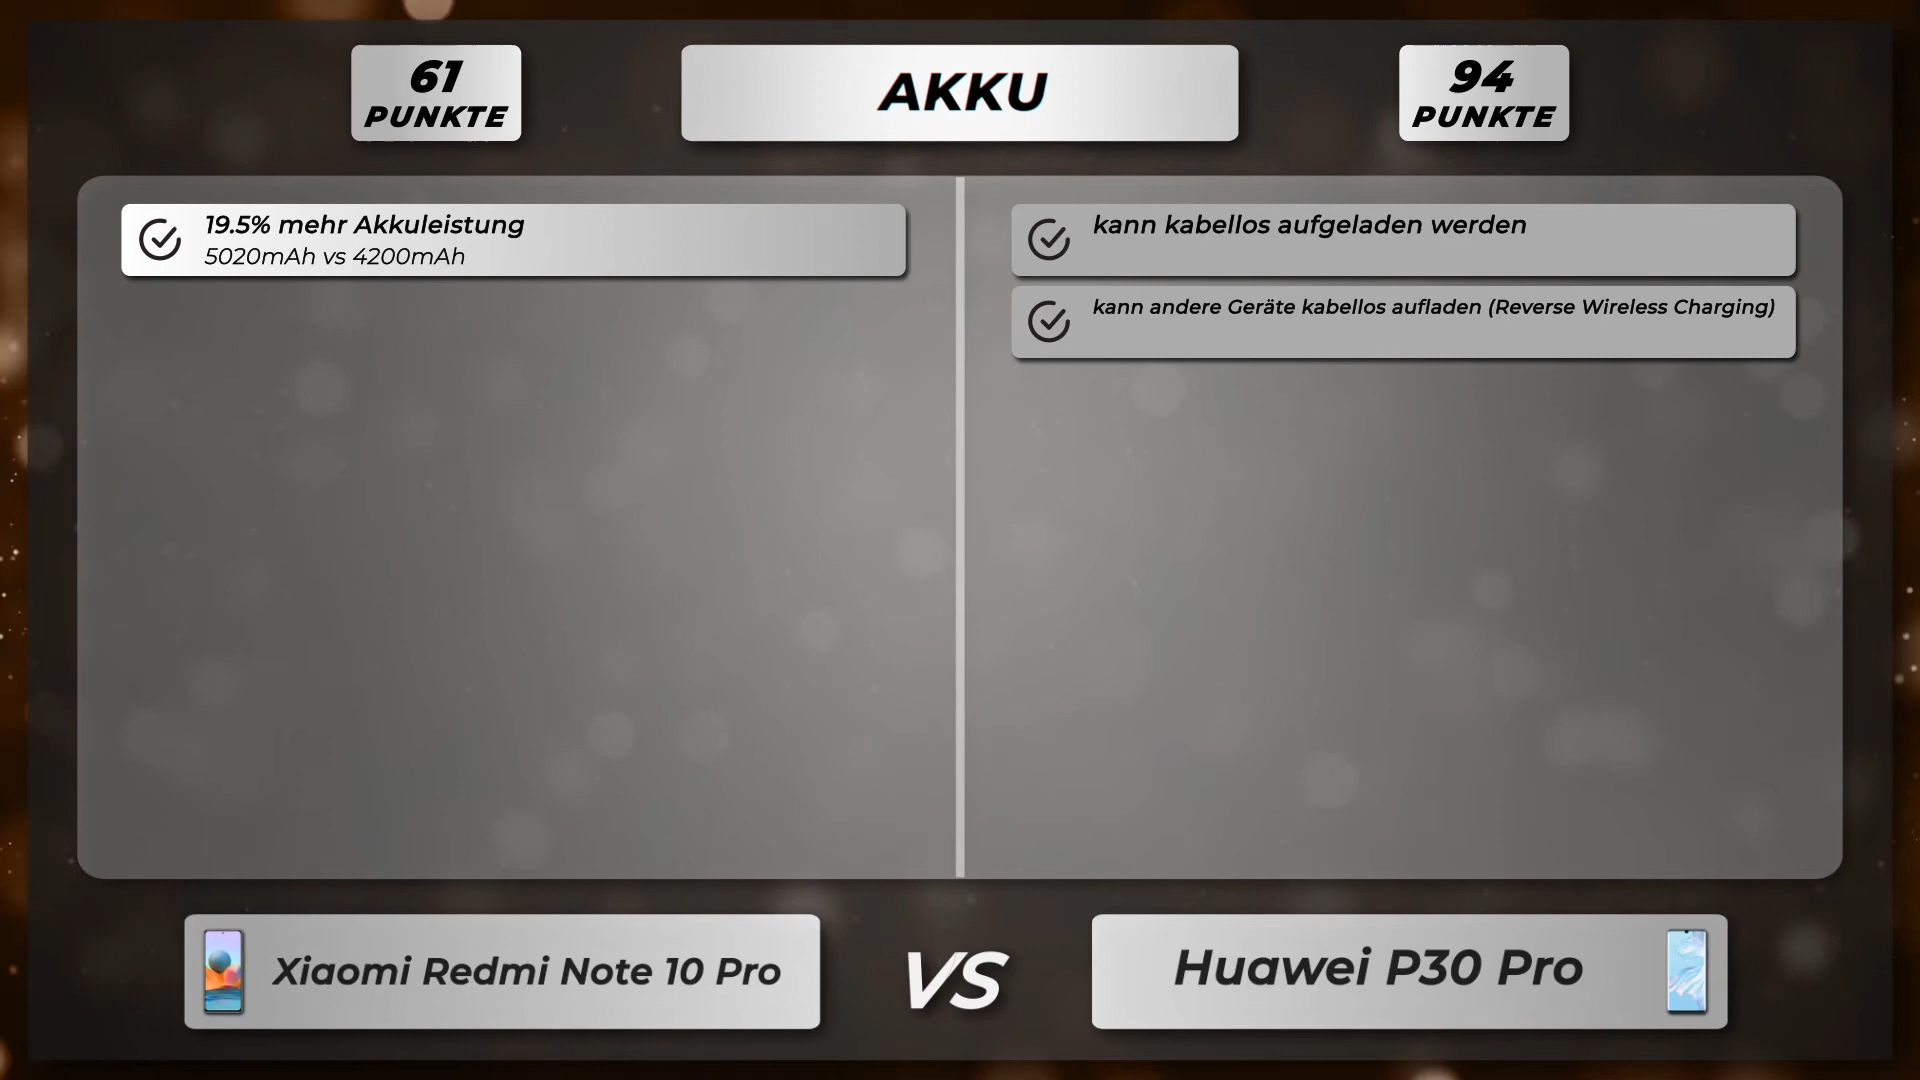 61
PUNKTE
AKKU
94
PUNKTE
19.5% mehr Akkuleistung
5020mAh vs 4200mAh
kann kabellos aufgeladen werden
kann andere Geräte kabellos aufladen (Reverse Wireless Charging)
Xiaomi Redmi Note 10 Pro
VS
Huawei P30 Pro